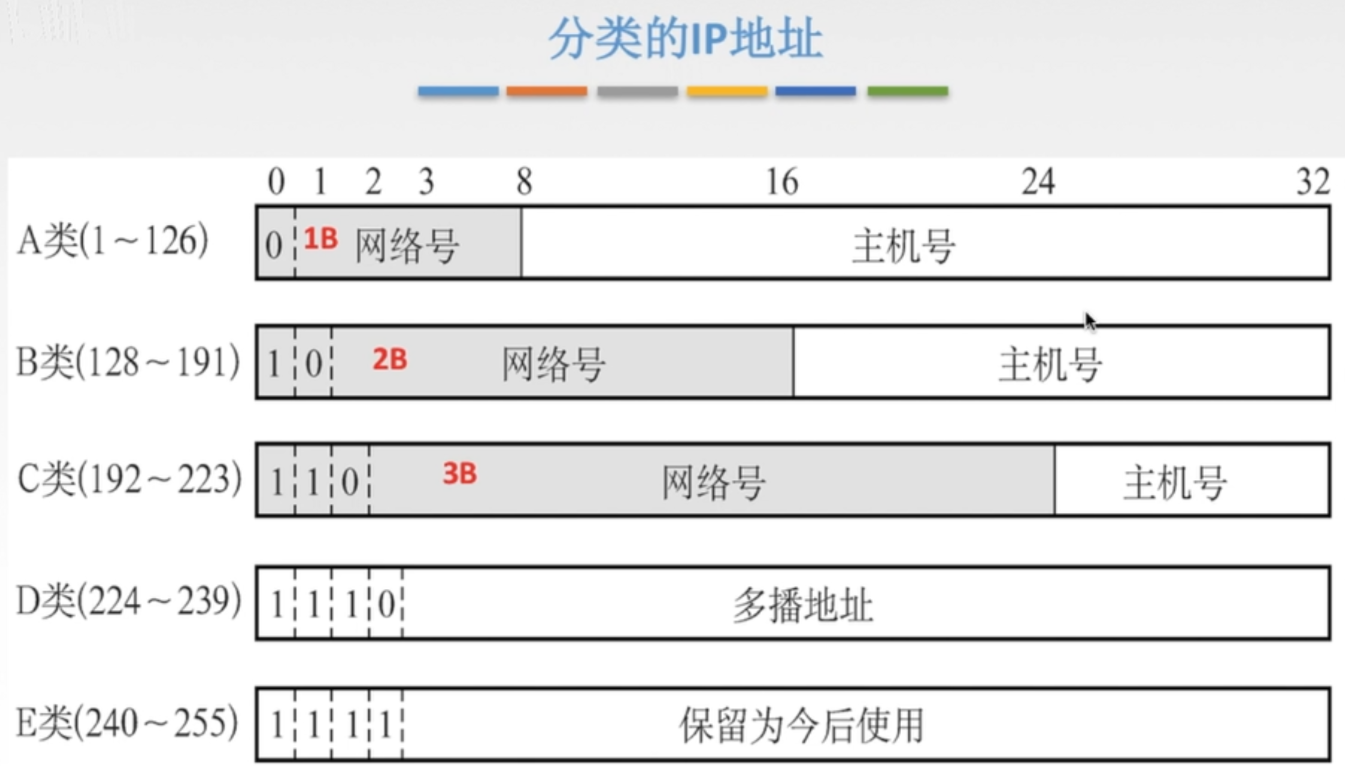 分类的IP地址
0 1 2 3 8 16 24 32
A类(1～126) 0 1B 网络号 主机号
B类(128～191) 1 0 2B 网络号 主机号
C类(192～223) 1 1 0 3B 网络号 主机号
D类(224～239) 1 1 1 0 多播地址
E类(240～255) 1 1 1 1 保留为今后使用